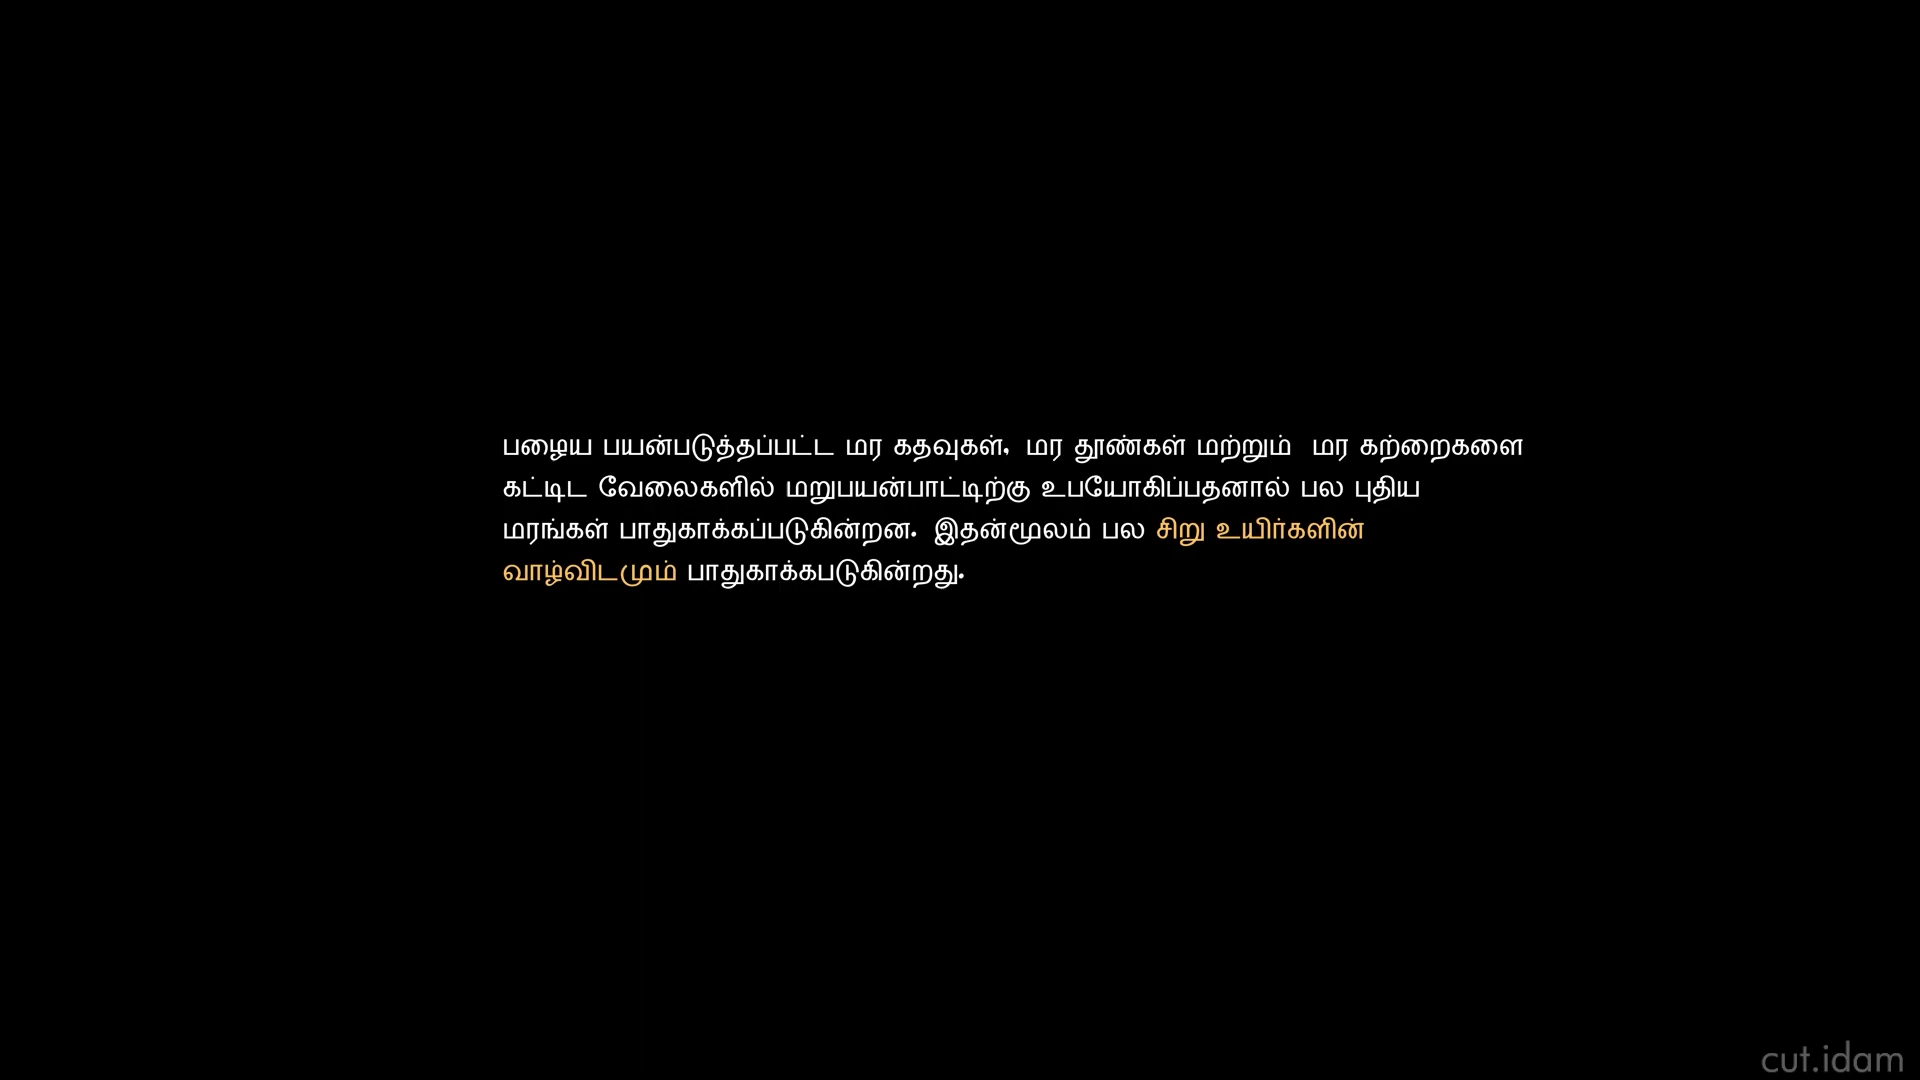 பழைய பயன்படுத்தப்பட்ட மர கதவுகள், மர தூண்கள் மற்றும்  மர கற்றைகளை
கட்டிட வேலைகளில் மறுபயன்பாட்டிற்கு உபயோகிப்பதனால் பல புதிய
மரங்கள் பாதுகாக்கப்படுகின்றன. இதன்மூலம் பல சிறு உயிர்களின்
வாழ்விடமும் பாதுகாக்கபடுகின்றது.
cut.idam